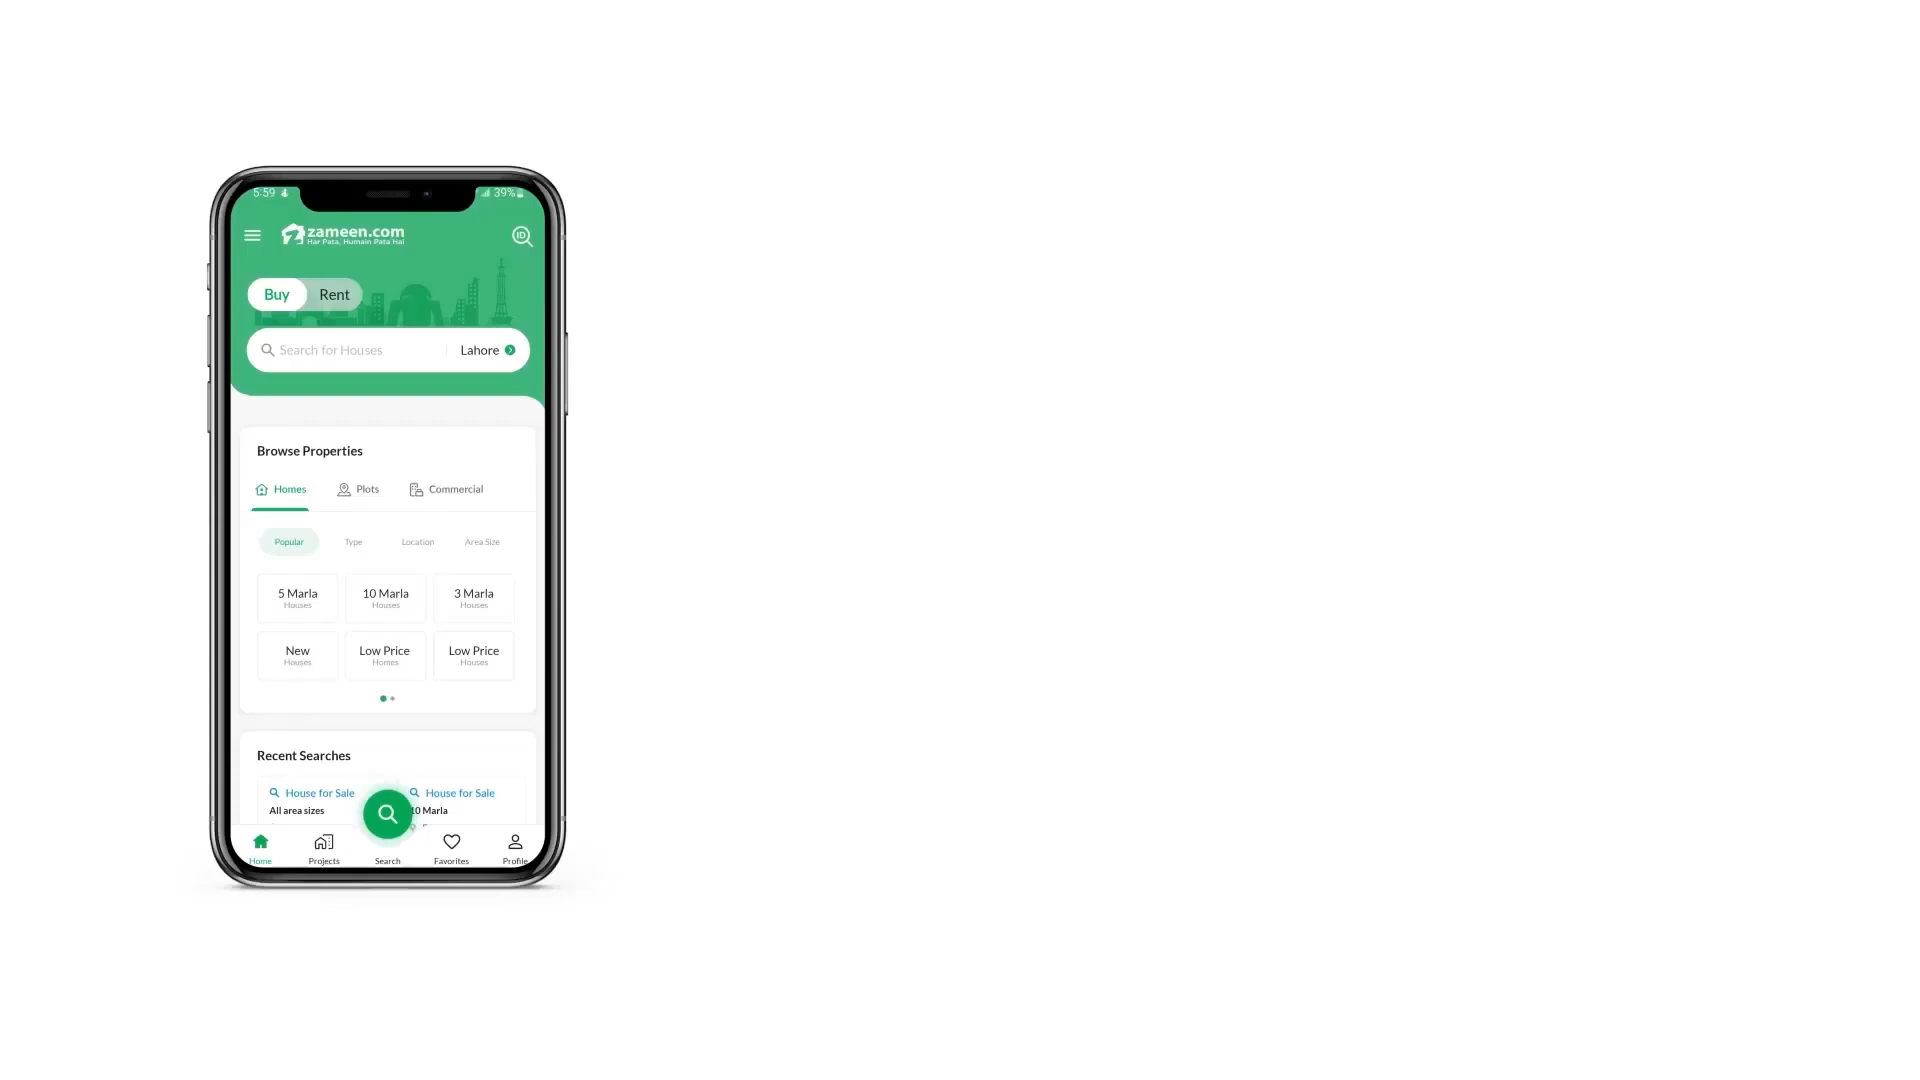 5:59
39%
zameen.com
Har Pata, Humain Pata Hai
ID
Buy Rent
Search for Houses Lahore
Browse Properties
Homes Plots Commercial
Popular Type Location Area Size
5 Marla 10 Marla 3 Marla
Houses Houses Houses
New Low Price Low Price
Houses Homes Houses
Recent Searches
House for Sale House for Sale
All area sizes 10 Marla
Home Projects Search Favorites Profile